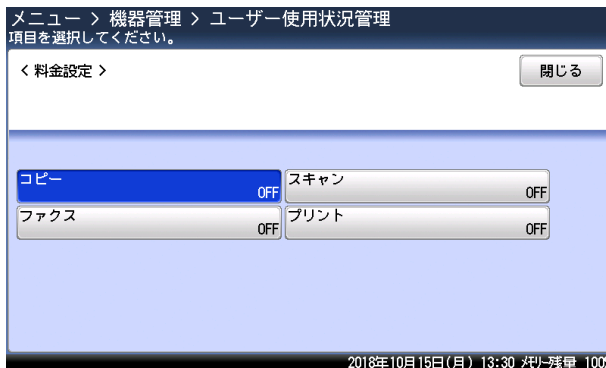 メニュー > 機器管理 > ユーザー使用状況管理
項目を選択してください。
< 料金設定 >
閉じる
コピー
OFF
スキャン
OFF
ファクス
OFF
プリント
OFF
2018年10月15日(月) 13:30 メモリー残量 100%